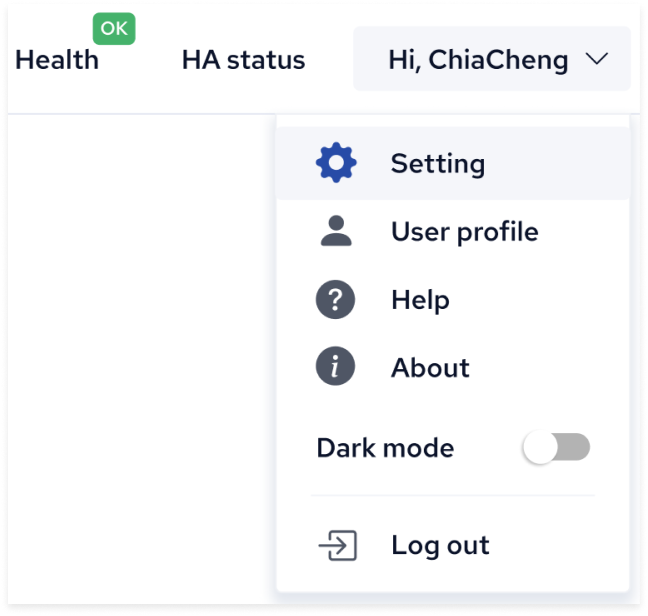 OK
Health HA status Hi, ChiaCheng
Setting
User profile
? Help
i About
Dark mode
Log out